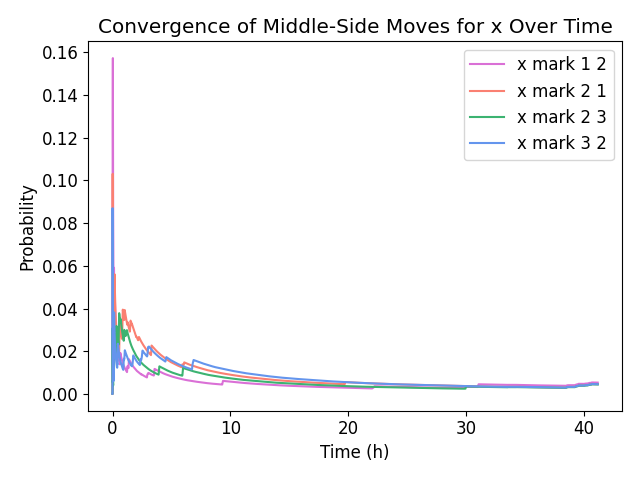 Convergence of Middle-Side Moves for x Over Time
0.16
0.14
0.12
0.10
0.08
0.06
0.04
0.02
0.00
Probability
x mark 1 2
x mark 2 1
x mark 2 3
x mark 3 2
0
10
20
30
40
Time (h)